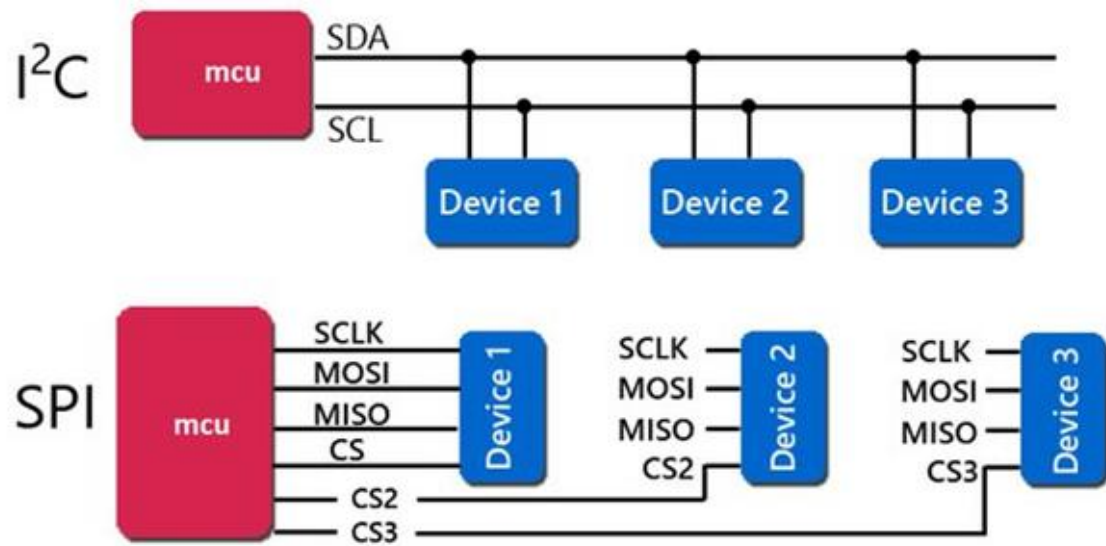 I²C
mcu
SDA
SCL
Device 1
Device 2
Device 3
SPI
mcu
SCLK
MOSI
MISO
CS
CS2
CS3
Device 1
SCLK
MOSI
MISO
CS2
Device 2
SCLK
MOSI
MISO
CS3
Device 3